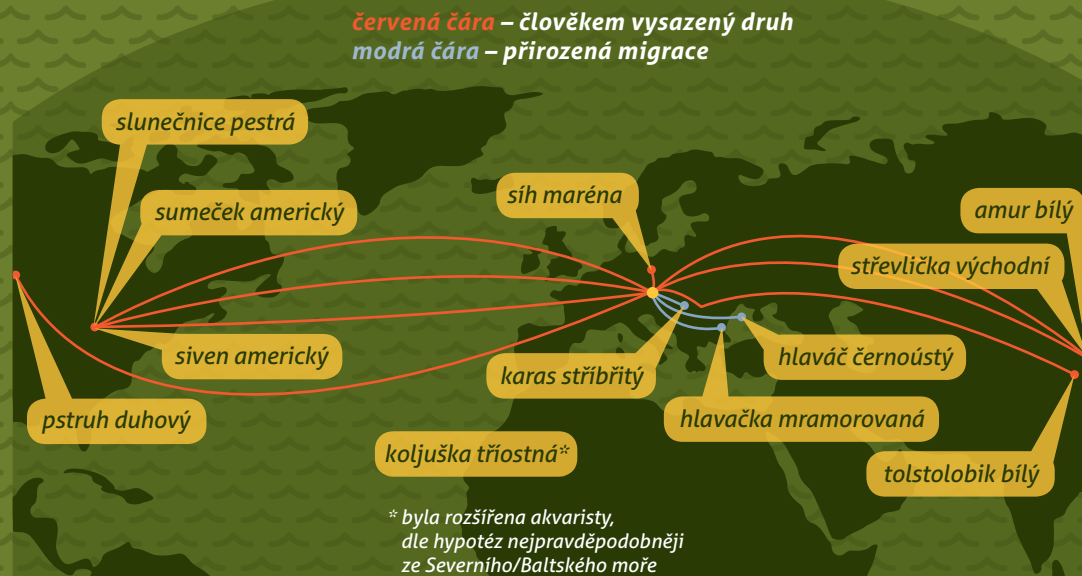 červená čára – člověkem vysazený druh
modrá čára – přirozená migrace
slunečnice pestrá
sumeček americký
síh maréna
amur bílý
střevlička východní
siven americký
karas stříbřitý
hlaváč černoústý
pstruh duhový
hlavačka mramorovaná
koljuška tříostná*
tolstolobik bílý
* byla rozšířena akvaristy,
dle hypotéz nejpravděpodobněji
ze Severního/Baltského moře